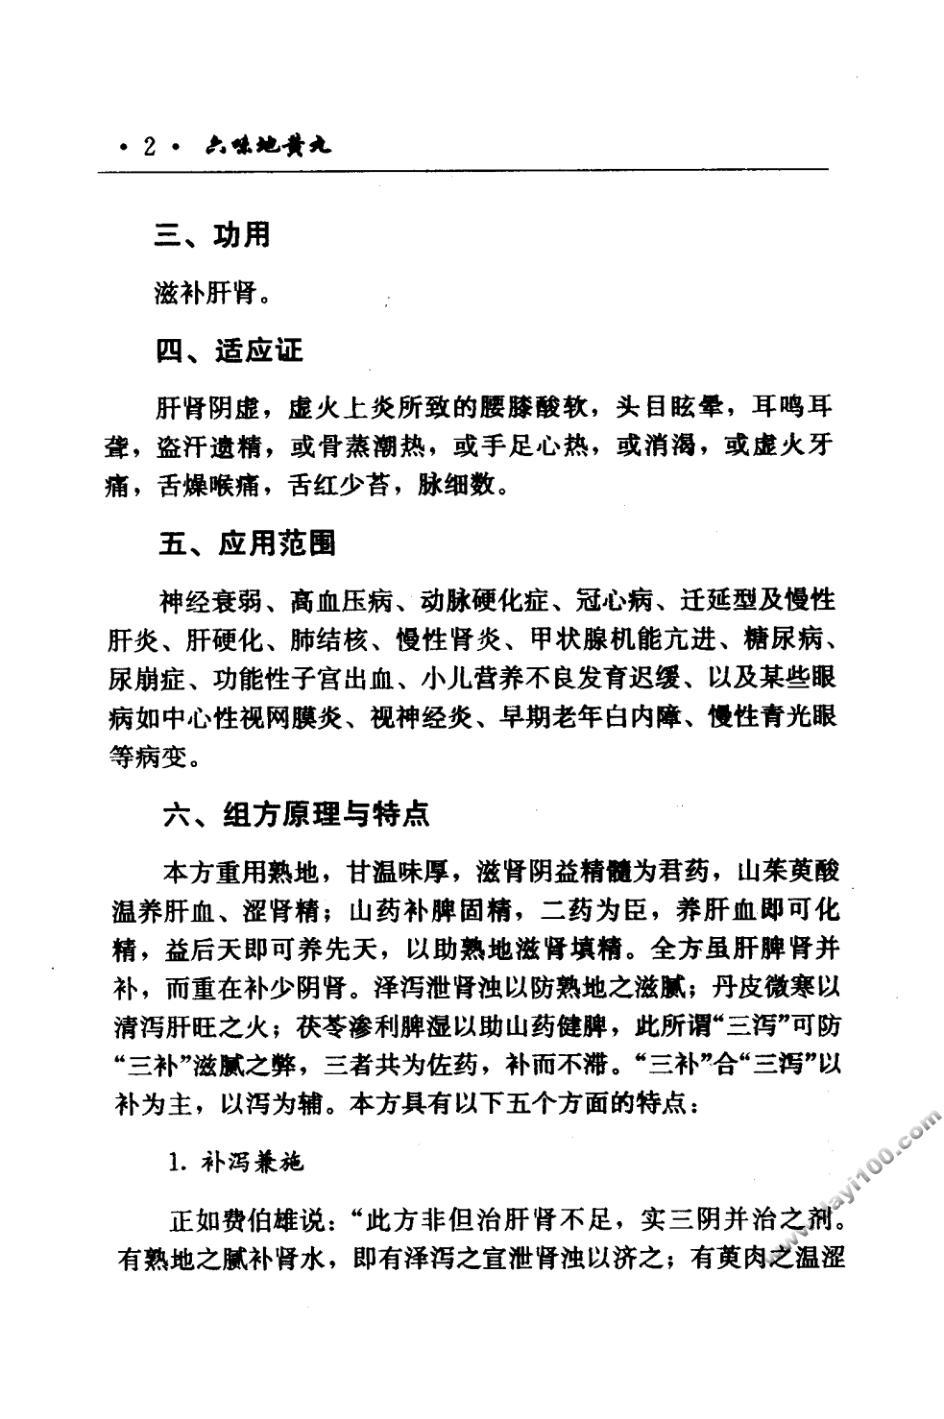 ·2· 六味地黄丸
三、功用
滋补肝肾。
四、适应证
肝肾阴虚，虚火上炎所致的腰膝酸软，头目眩晕，耳鸣耳
聋，盗汗遗精，或骨蒸潮热，或手足心热，或消渴，或虚火牙
痛，舌燥喉痛，舌红少苔，脉细数。
五、应用范围
神经衰弱、高血压病、动脉硬化症、冠心病、迁延型及慢性
肝炎、肝硬化、肺结核、慢性肾炎、甲状腺机能亢进、糖尿病、
尿崩症、功能性子宫出血、小儿营养不良发育迟缓、以及某些眼
病如中心性视网膜炎、视神经炎、早期老年白内障、慢性青光眼
等病变。
六、组方原理与特点
本方重用熟地，甘温味厚，滋肾阴益精髓为君药，山茱萸酸
温养肝血、涩肾精；山药补脾固精，二药为臣，养肝血即可化
精，益后天即可养先天，以助熟地滋肾填精。全方虽肝脾肾并
补，而重在补少阴肾。泽泻泄肾浊以防熟地之滋腻；丹皮微寒以
清泻肝旺之火；茯苓渗利脾湿以助山药健脾，此所谓“三泻”可防
“三补”滋腻之弊，三者共为佐药，补而不滞。“三补”合“三泻”以
补为主，以泻为辅。本方具有以下五个方面的特点：
1. 补泻兼施
正如费伯雄说：“此方非但治肝肾不足，实三阴并治之剂。
有熟地之腻补肾水，即有泽泻之宣泄肾浊以济之；有萸肉之温涩